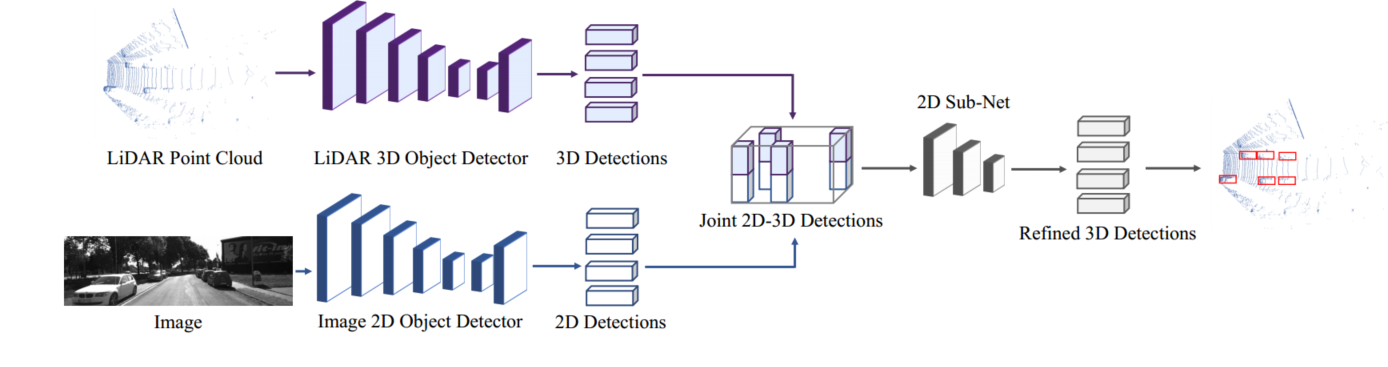 LiDAR Point Cloud
LiDAR 3D Object Detector
3D Detections
2D Sub-Net
Joint 2D-3D Detections
Refined 3D Detections
Image
Image 2D Object Detector
2D Detections